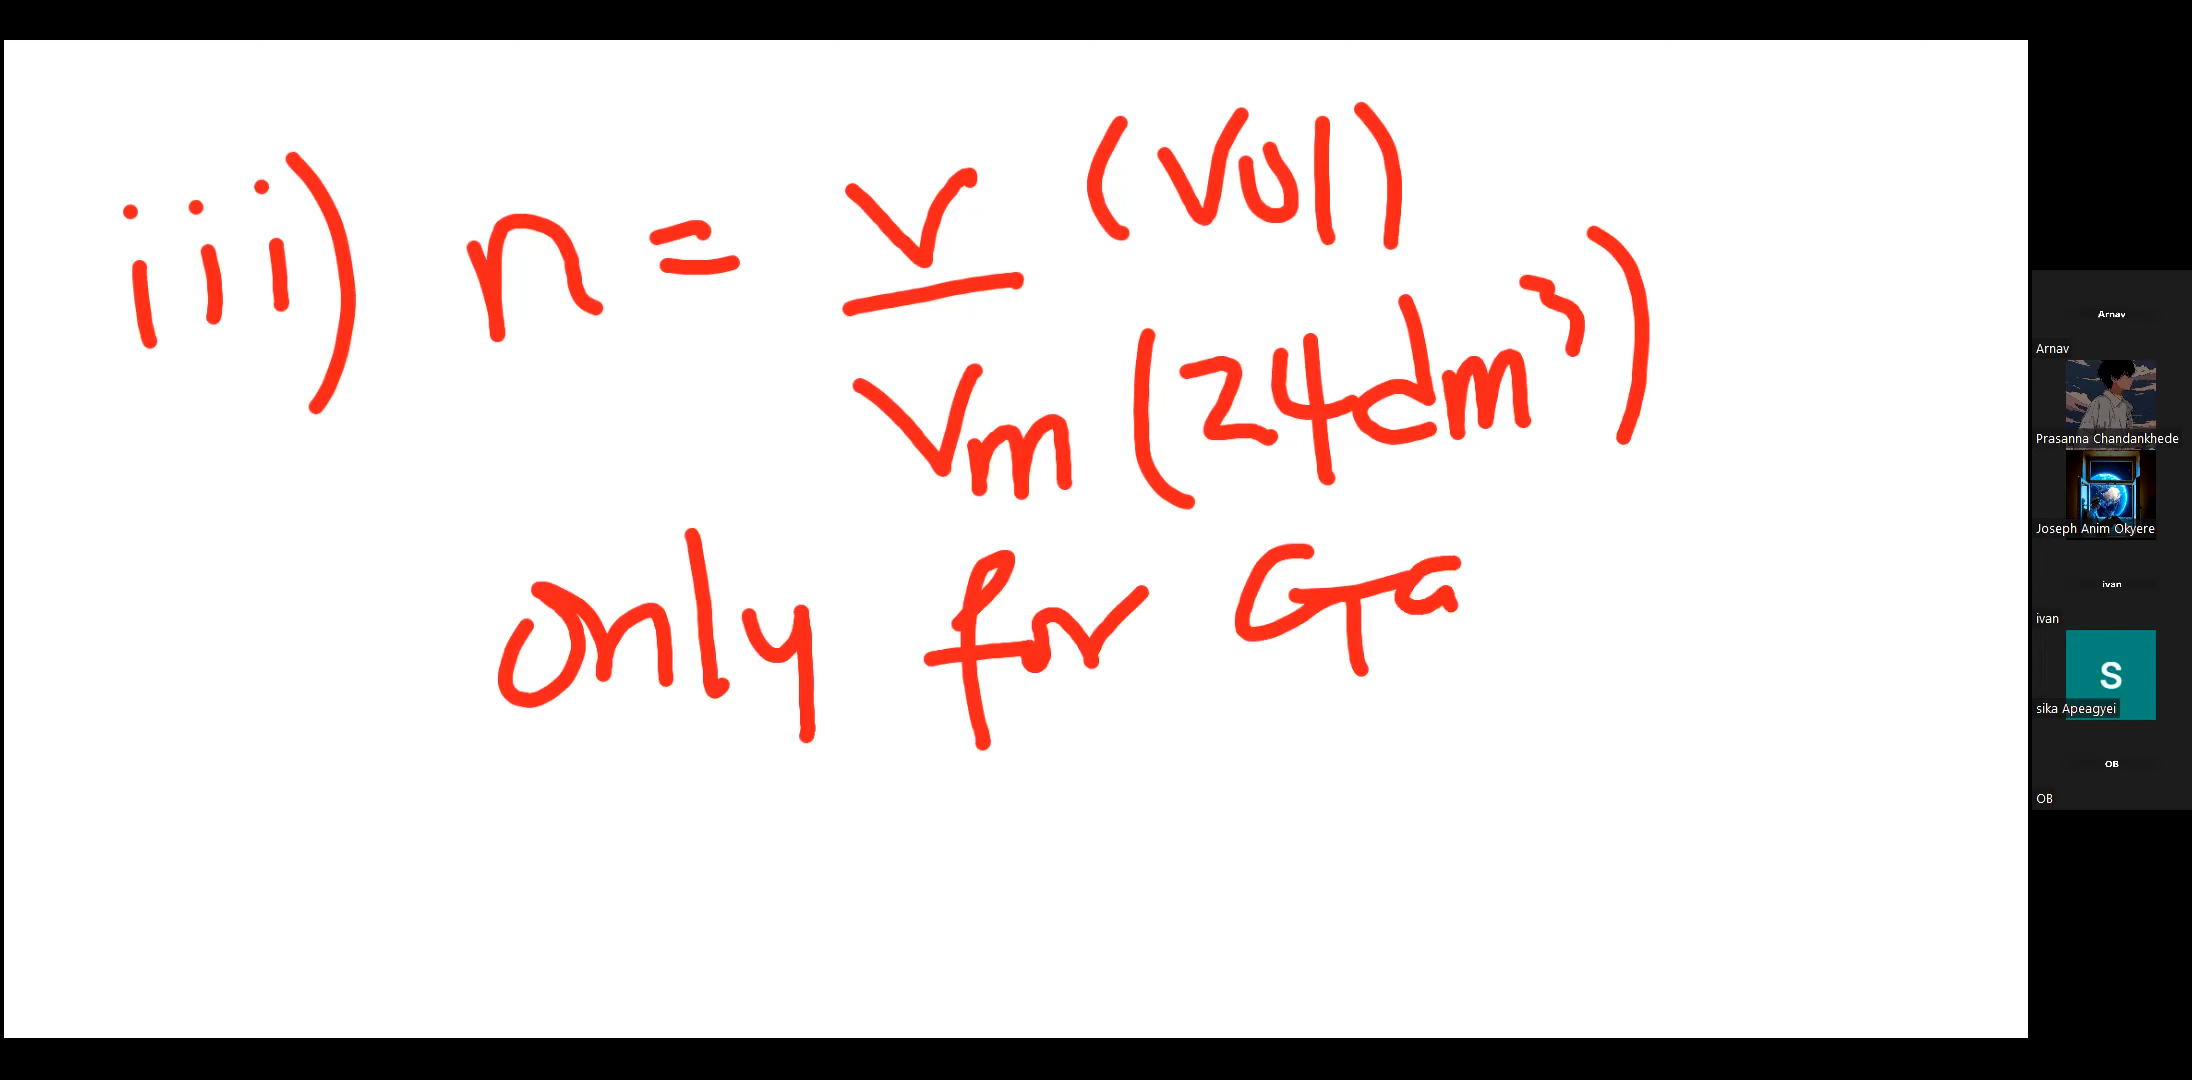 iii) n = V (Vol)
Vm (24dm³)
only for Ga
Arnav
Arnav
Prasanna Chandankhede
Joseph Anim Okyere
ivan
ivan
S
sika Apeagyei
OB
OB